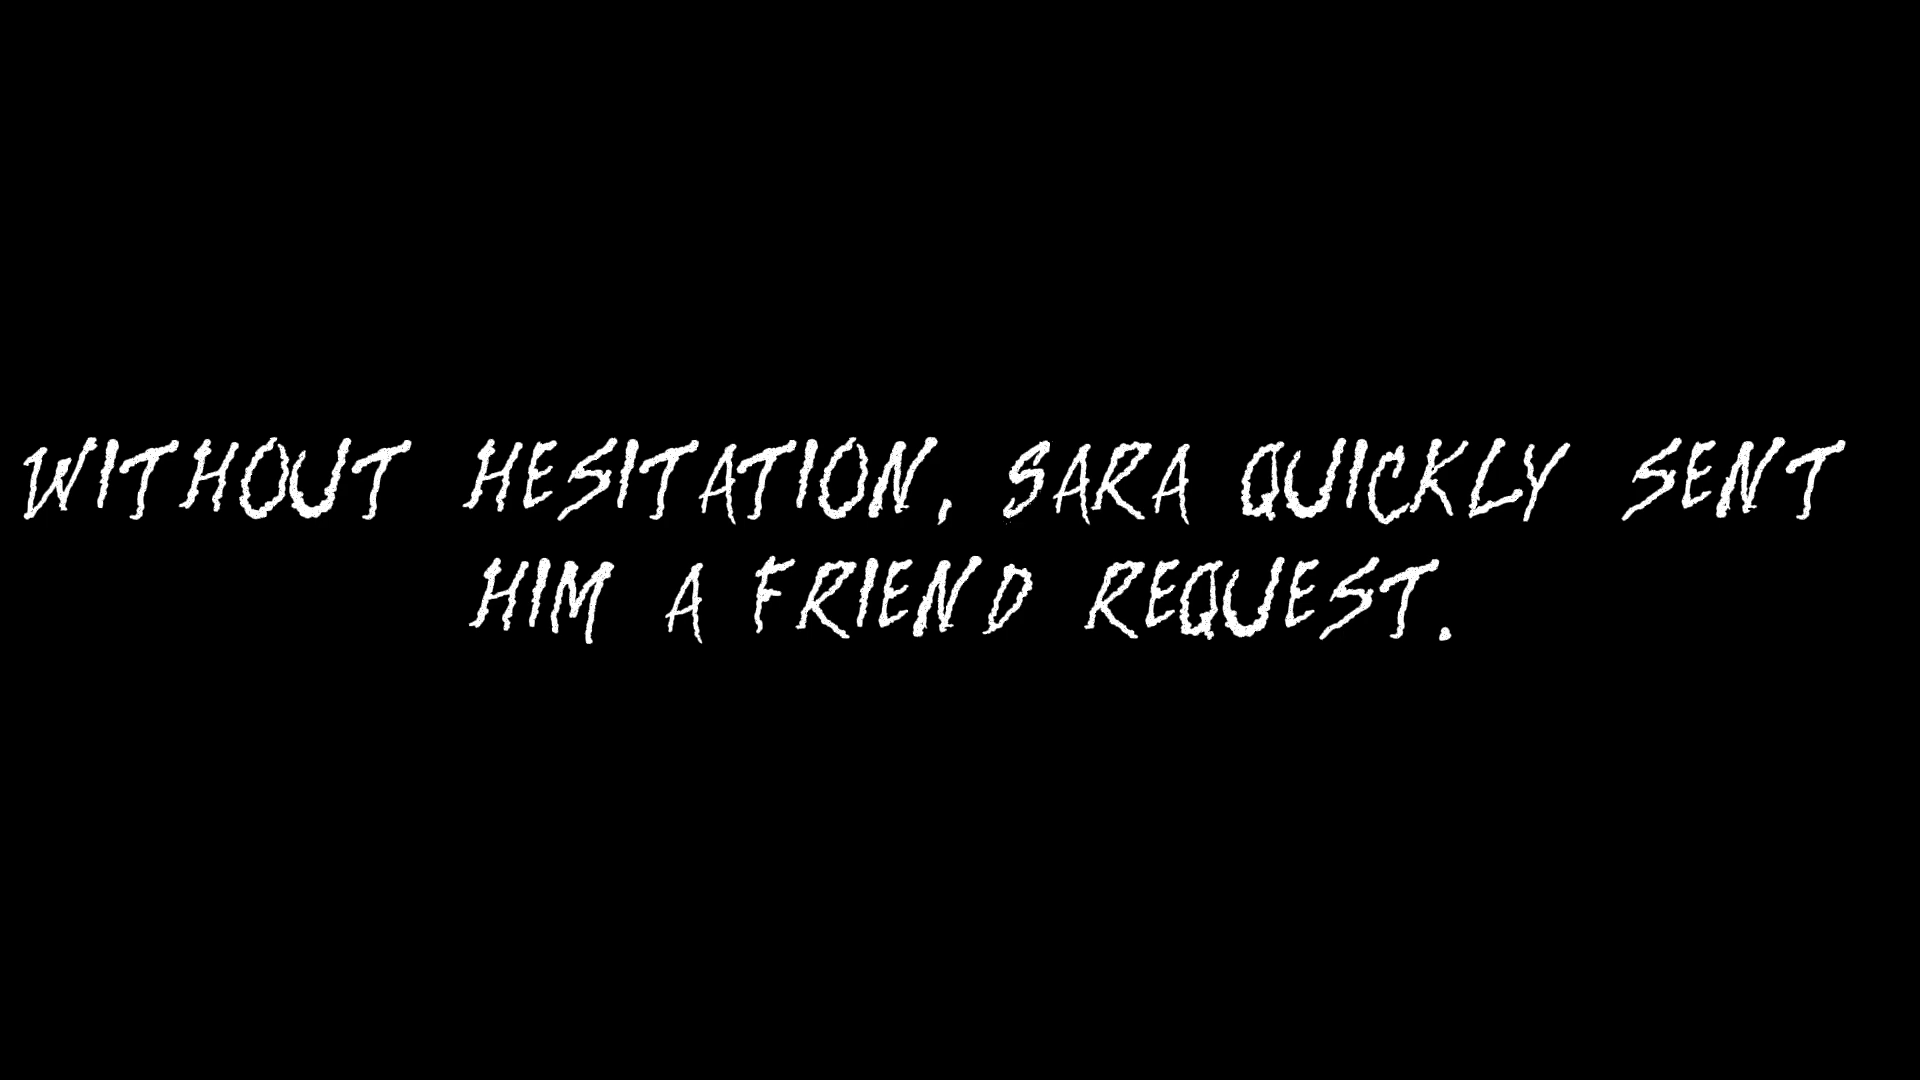 WITHOUT HESITATION, SARA QUICKLY SENT
HIM A FRIEND REQUEST.